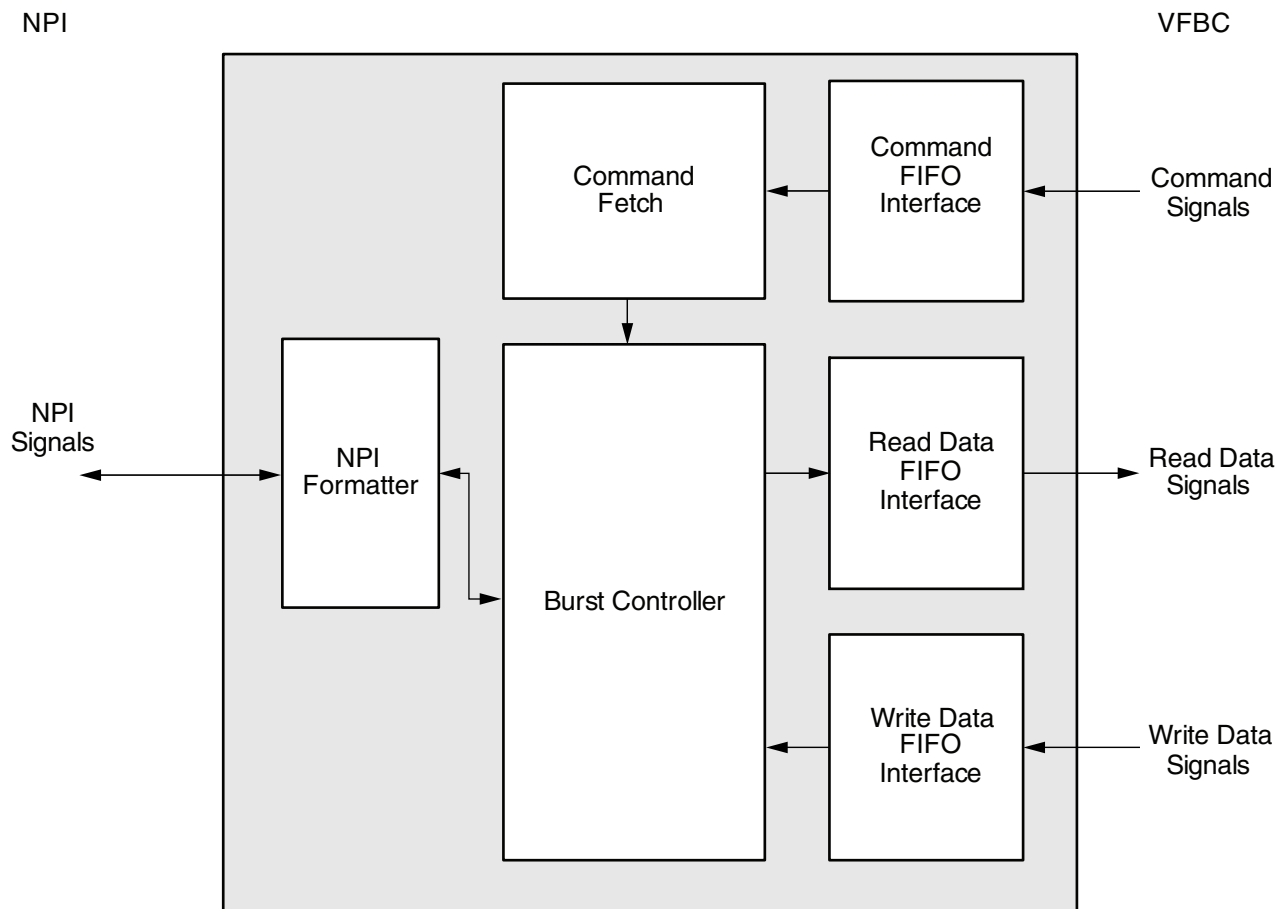 NPI
VFBC
Command
Fetch
Command
FIFO
Interface
Command
Signals
NPI
Signals
NPI
Formatter
Burst Controller
Read Data
FIFO
Interface
Read Data
Signals
Write Data
FIFO
Interface
Write Data
Signals